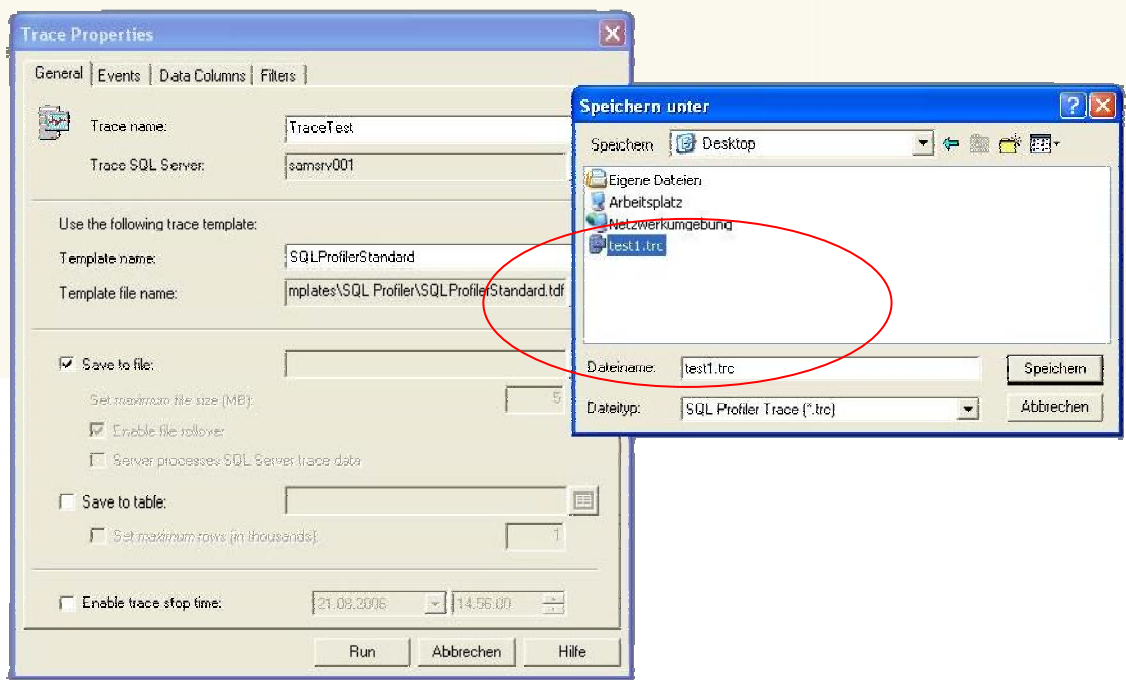 Trace Properties
General Events Data Columns Filters
Trace name: TraceTest
Trace SQL Server: samsrv001
Use the following trace template:
Template name: SQLProfilerStandard
Template file name: mplates\SQL Profiler\SQLProfilerStandard.tdf
Save to file:
Set maximum file size (MB): 5
Enable file rollover
Server processes SQL Server trace data
Save to table:
Set maximum rows (in thousands): 1
Enable trace stop time: 21.08.2006 14:56:00
Run Abbrechen Hilfe
Speichern unter
Speichern Desktop
Eigene Dateien
Arbeitsplatz
Netzwerkumgebung
test1.trc
Dateiname: test1.trc Speichern
Dateityp: SQL Profiler Trace (*.trc) Abbrechen